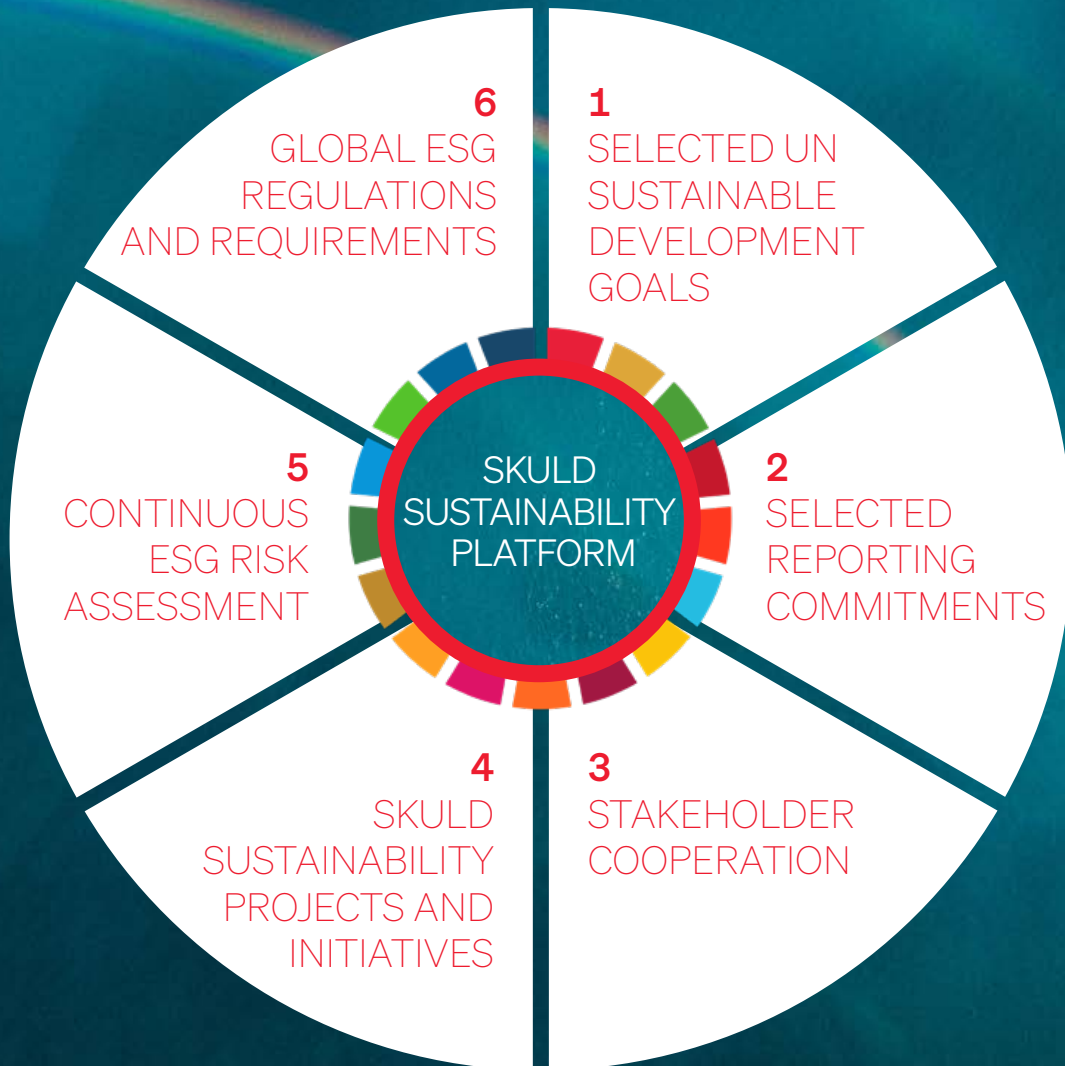 6
GLOBAL ESG
REGULATIONS
AND REQUIREMENTS
1
SELECTED UN
SUSTAINABLE
DEVELOPMENT
GOALS
5
CONTINUOUS
ESG RISK
ASSESSMENT
SKULD
SUSTAINABILITY
PLATFORM
2
SELECTED
REPORTING
COMMITMENTS
4
SKULD
SUSTAINABILITY
PROJECTS AND
INITIATIVES
3
STAKEHOLDER
COOPERATION